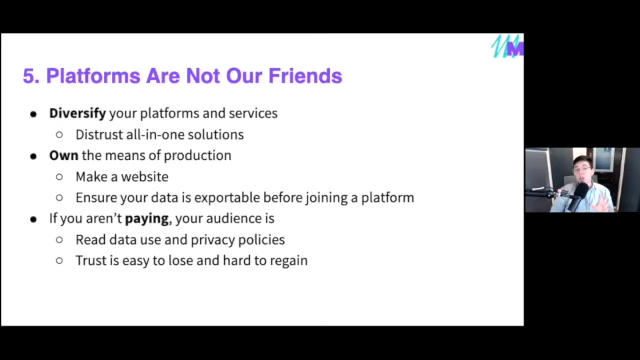 M
5. Platforms Are Not Our Friends
● Diversify your platforms and services
○ Distrust all-in-one solutions
● Own the means of production
○ Make a website
○ Ensure your data is exportable before joining a platform
● If you aren't paying, your audience is
○ Read data use and privacy policies
○ Trust is easy to lose and hard to regain